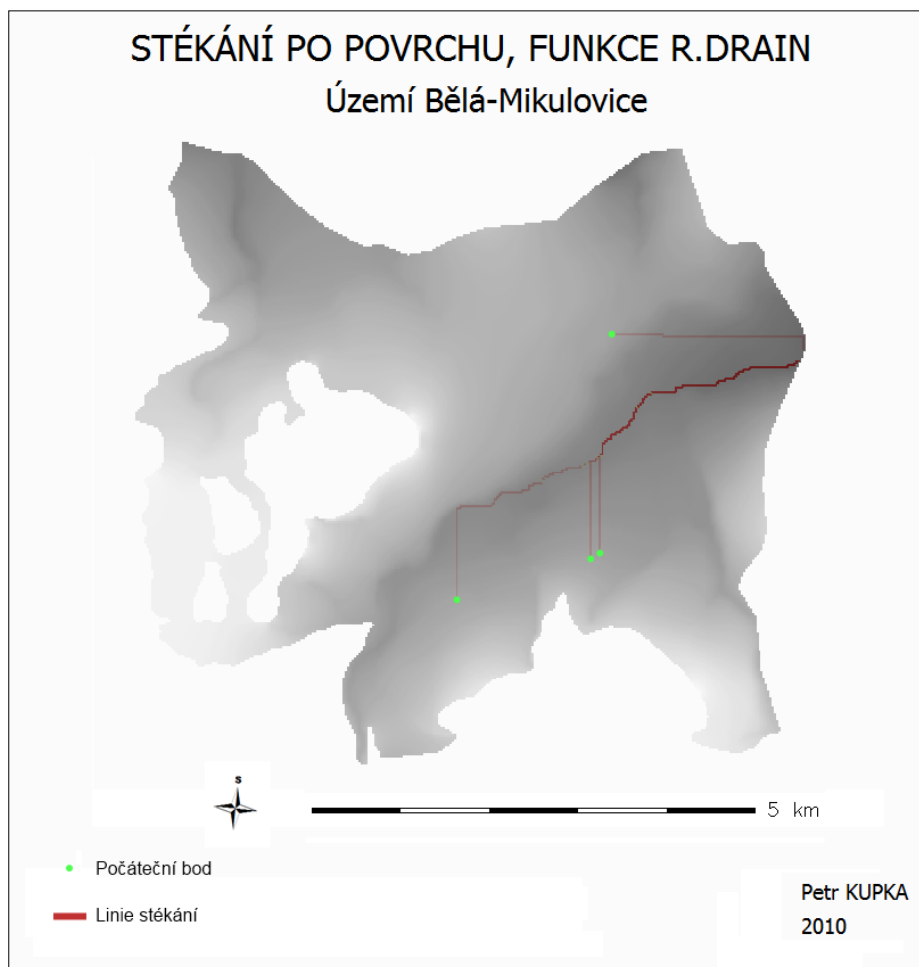 STÉKÁNÍ PO POVRCHU, FUNKCE R.DRAIN
Území Bělá-Mikulovice
s
5 km
Počáteční bod
Linie stékání
Petr KUPKA
2010